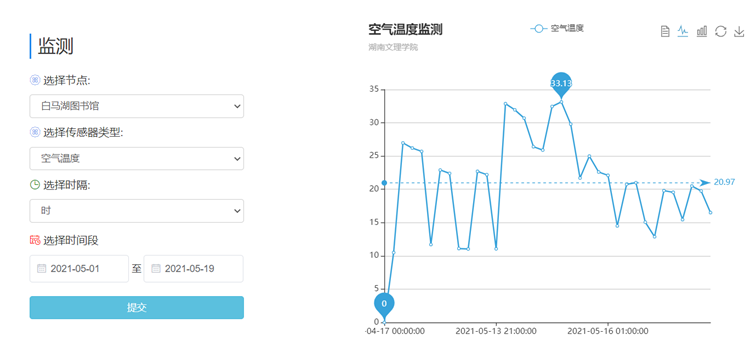 监测
选择节点:
白马湖图书馆
选择传感器类型:
空气温度
选择时隔:
时
选择时间段
2021-05-01 至 2021-05-19
提交
空气温度监测
湖南文理学院
空气温度
35
30
25
20
15
10
5
0
33.13
20.97
0
04-17 00:00:00
2021-05-13 21:00:00
2021-05-16 01:00:00